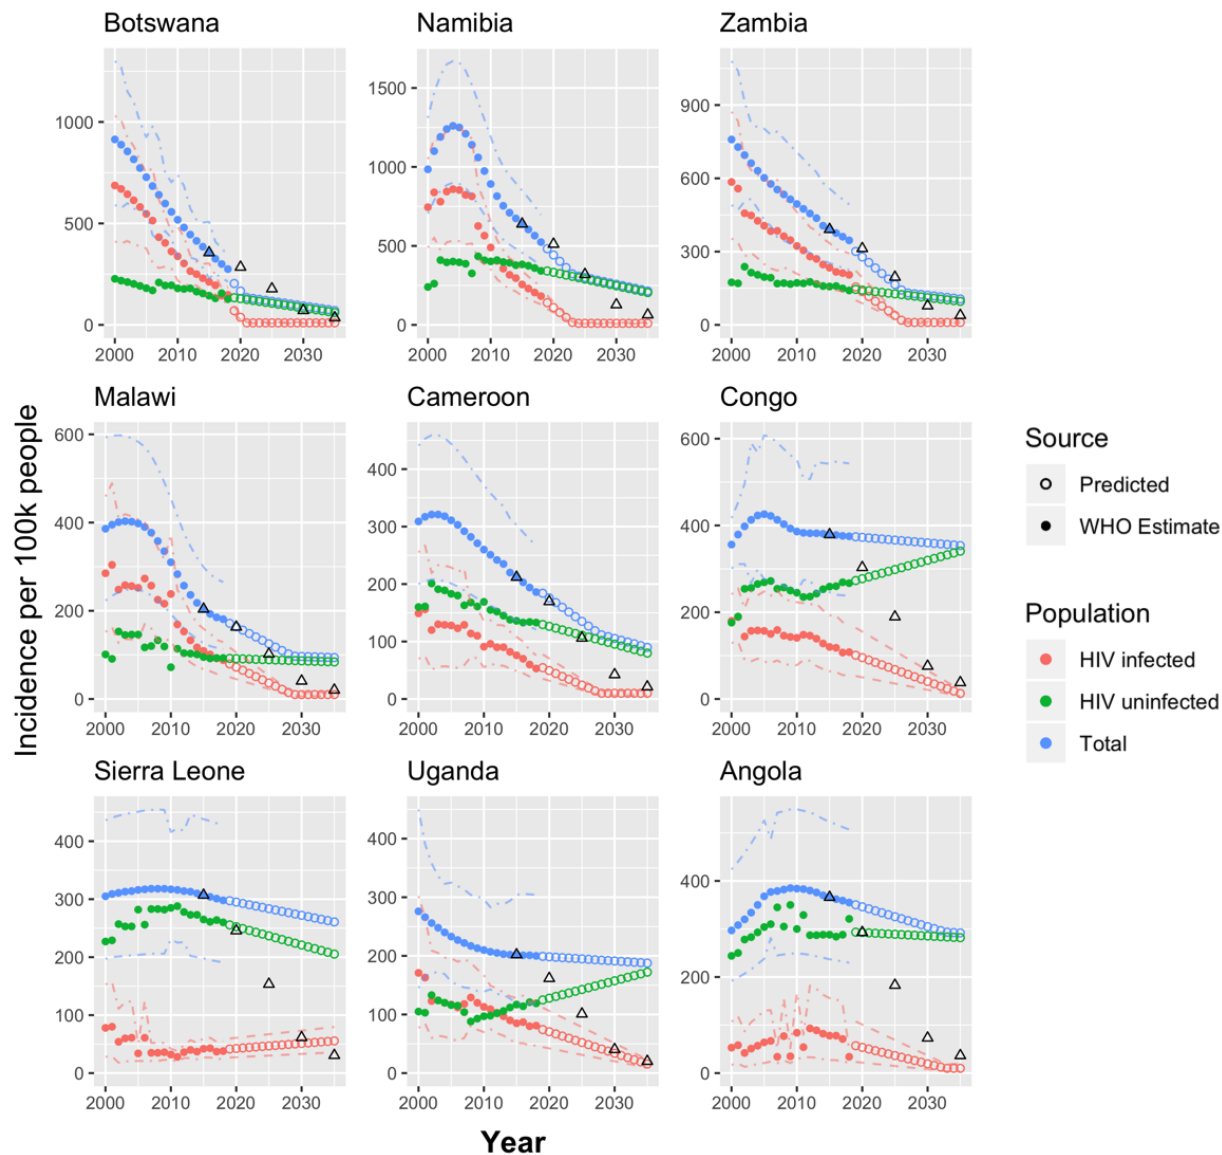 Botswana
Namibia
Zambia
1000
500
0
2000 2010 2020 2030
1500
1000
500
0
2000 2010 2020 2030
900
600
300
0
2000 2010 2020 2030
Malawi
Cameroon
Congo
600
400
200
0
2000 2010 2020 2030
400
300
200
100
0
2000 2010 2020 2030
600
400
200
0
2000 2010 2020 2030
Sierra Leone
Uganda
Angola
400
300
200
100
0
2000 2010 2020 2030
400
300
200
100
0
2000 2010 2020 2030
400
200
0
2000 2010 2020 2030
Incidence per 100k people
Year
Source
Predicted
WHO Estimate
Population
HIV infected
HIV uninfected
Total